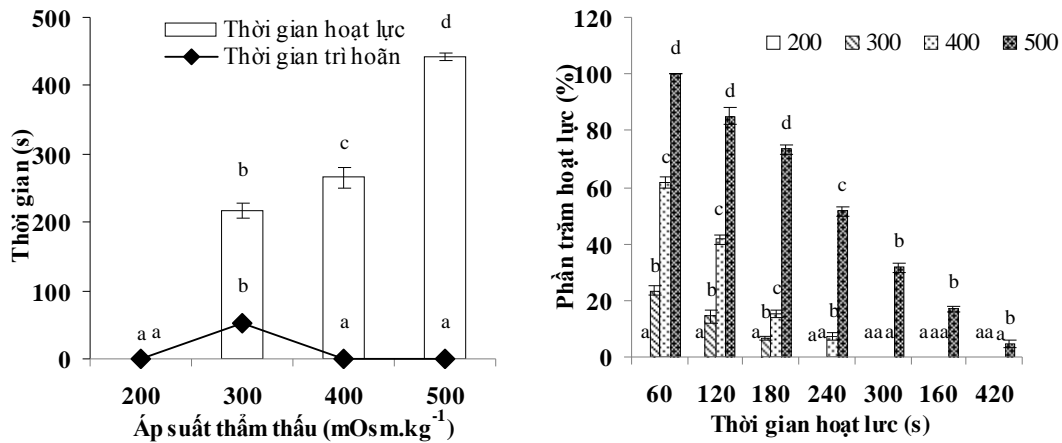 500
400
300
200
100
0
Thời gian (s)
Thời gian hoạt lực
Thời gian trì hoãn
a a
b
b
c
a
d
a
200 300 400 500
Áp suất thẩm thấu (mOsm.kg-1)
200 300 400 500
120
100
80
60
40
20
0
Phần trăm hoạt lực (%)
a b c d
a b c d
a b c d
a a b c
a a b
a a a b
a a a b
60 120 180 240 300 160 420
Thời gian hoạt lực (s)